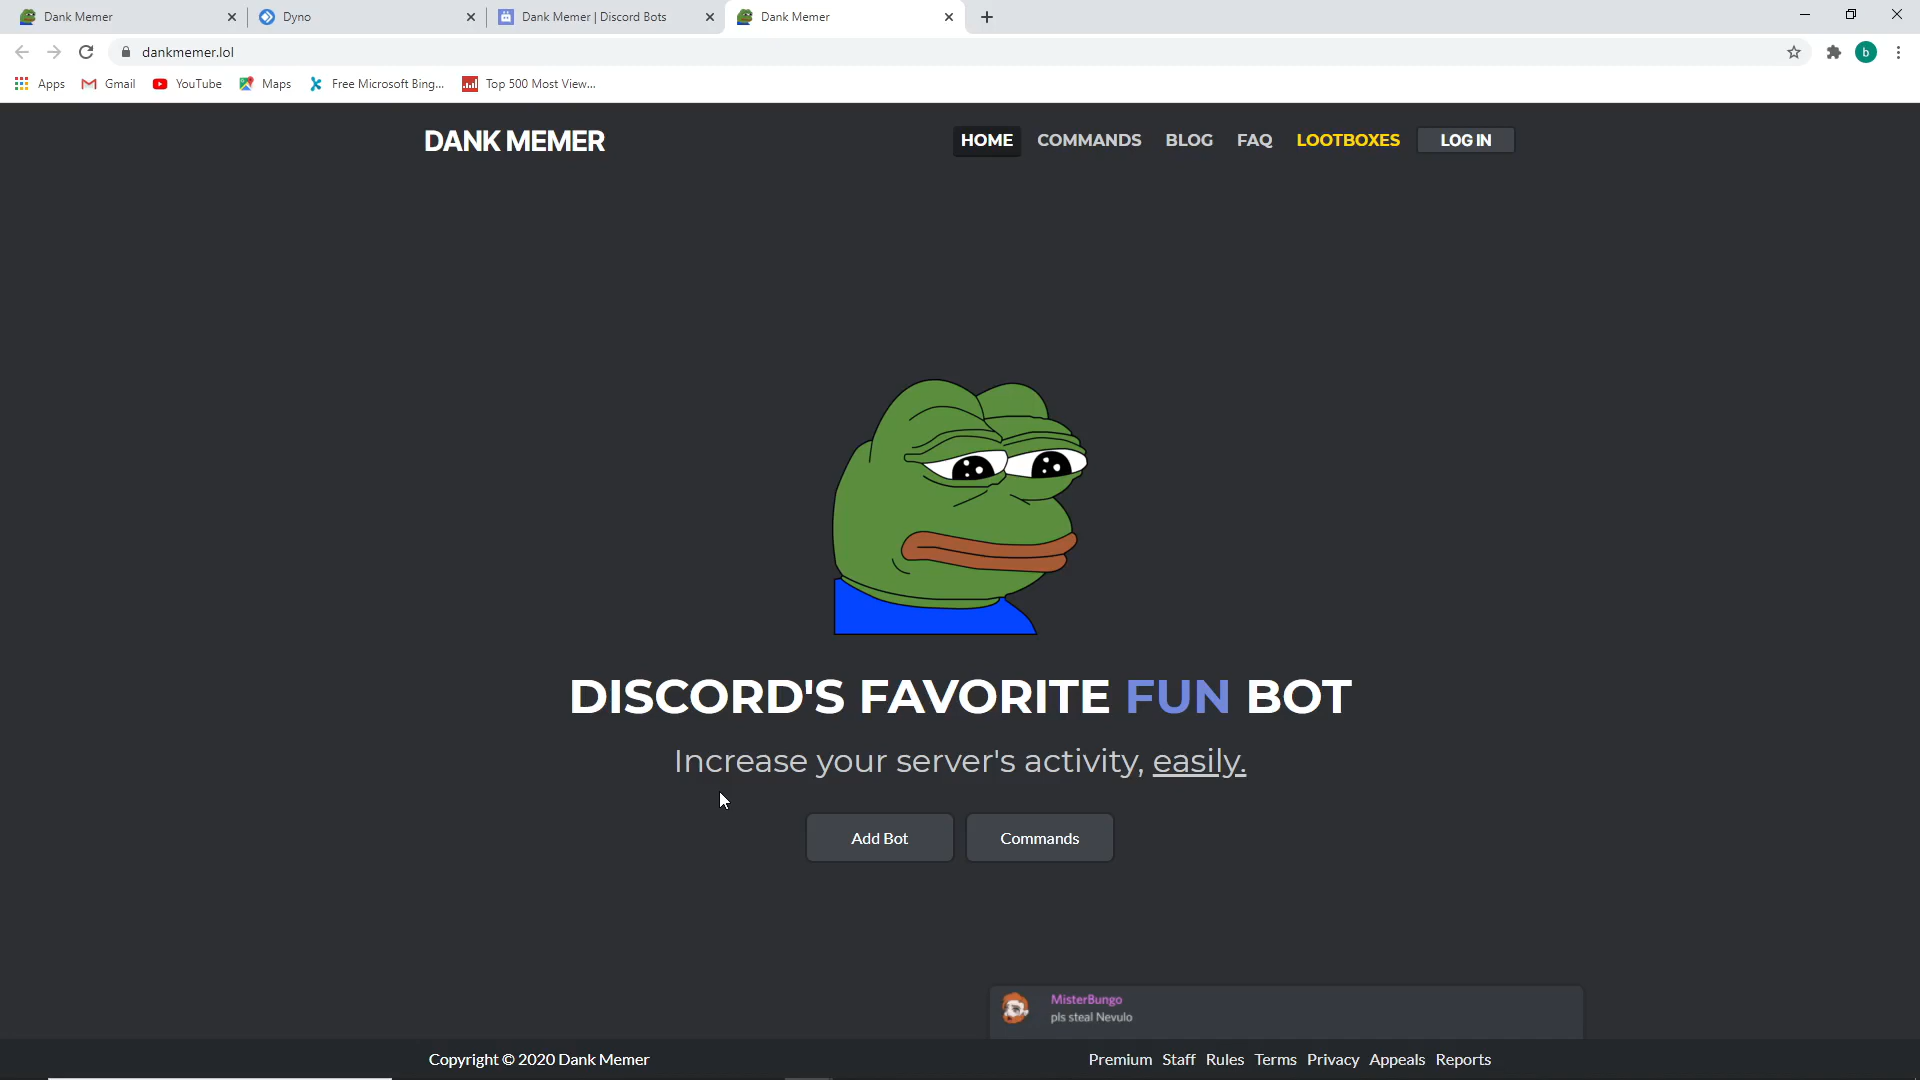 Dank Memer
Dyno
Dank Memer | Discord Bots
Dank Memer
dankmemer.lol
b
Apps
Gmail
YouTube
Maps
Free Microsoft Bing...
Top 500 Most View...
DANK MEMER
HOME
COMMANDS
BLOG
FAQ
LOOTBOXES
LOG IN
DISCORD'S FAVORITE FUN BOT
Increase your server's activity, easily.
Add Bot
Commands
MisterBungo
pls steal Nevulo
Copyright © 2020 Dank Memer
Premium Staff Rules Terms Privacy Appeals Reports